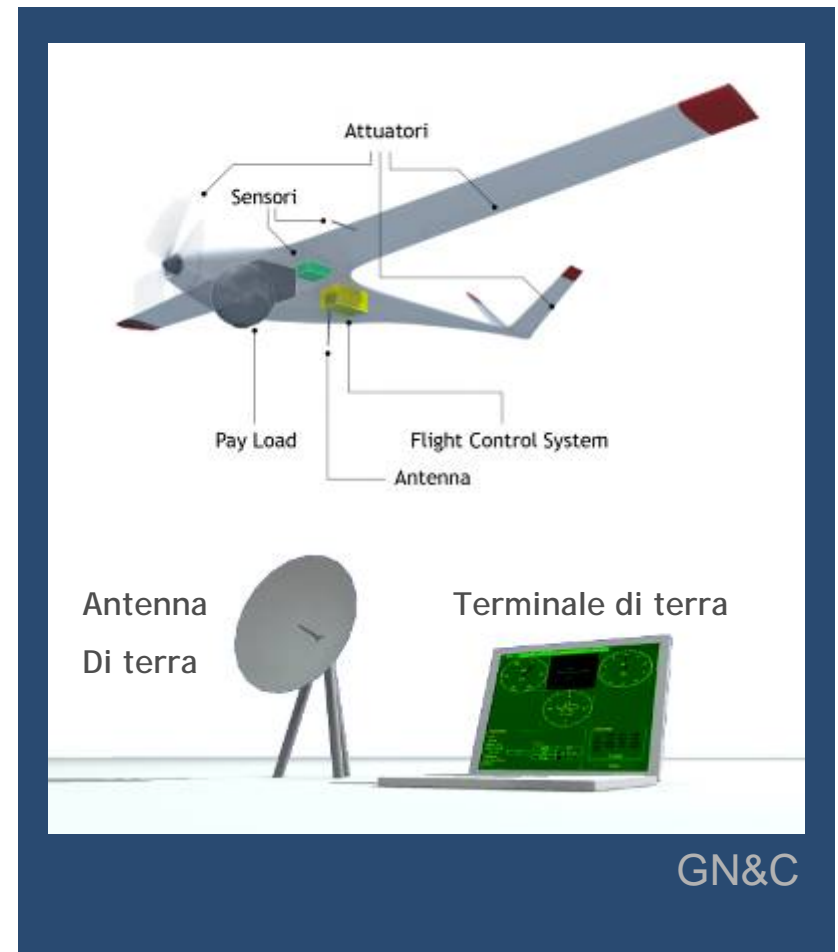 Attuatori
Sensori
Pay Load
Flight Control System
Antenna
Antenna
Terminale di terra
Di terra
GN&C